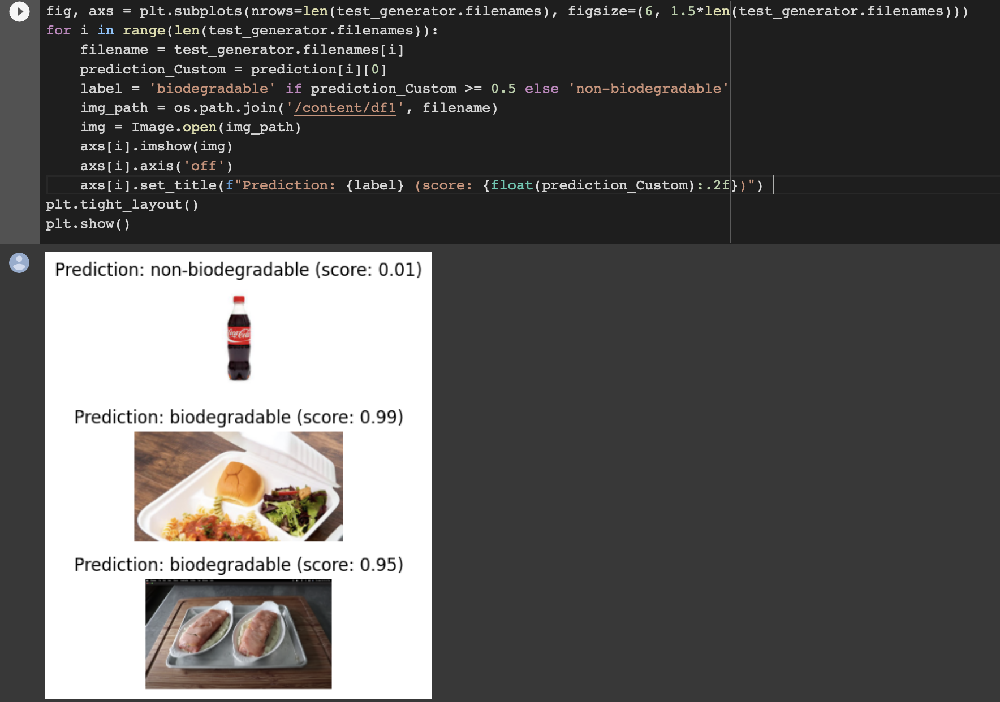 fig, axs = plt.subplots(nrows=len(test_generator.filenames), figsize=(6, 1.5*len(test_generator.filenames)))
for i in range(len(test_generator.filenames)):
    filename = test_generator.filenames[i]
    prediction_Custom = prediction[i][0]
    label = 'biodegradable' if prediction_Custom >= 0.5 else 'non-biodegradable'
    img_path = os.path.join('/content/df1', filename)
    img = Image.open(img_path)
    axs[i].imshow(img)
    axs[i].axis('off')
    axs[i].set_title(f"Prediction: {label} (score: {float(prediction_Custom):.2f})")
plt.tight_layout()
plt.show()
Prediction: non-biodegradable (score: 0.01)
Coca-Cola
Prediction: biodegradable (score: 0.99)
Prediction: biodegradable (score: 0.95)